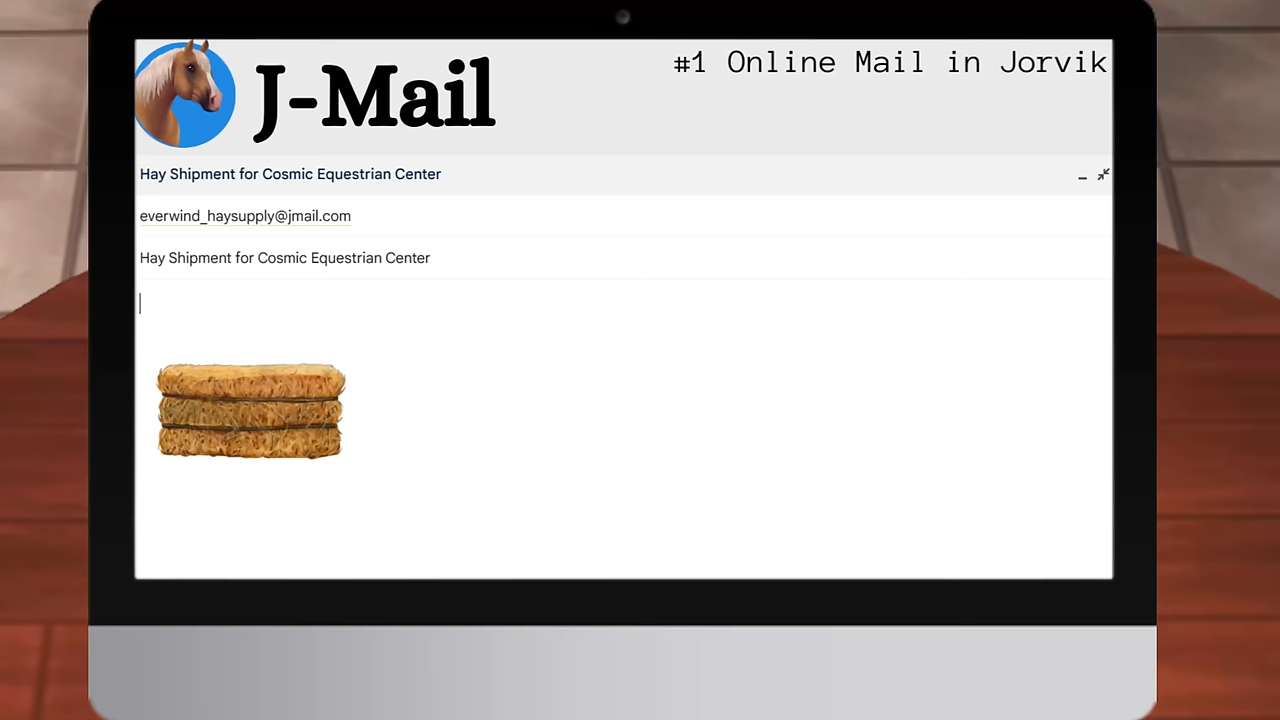 J-Mail
#1 Online Mail in Jorvik
Hay Shipment for Cosmic Equestrian Center
everwind_haysupply@jmail.com
Hay Shipment for Cosmic Equestrian Center